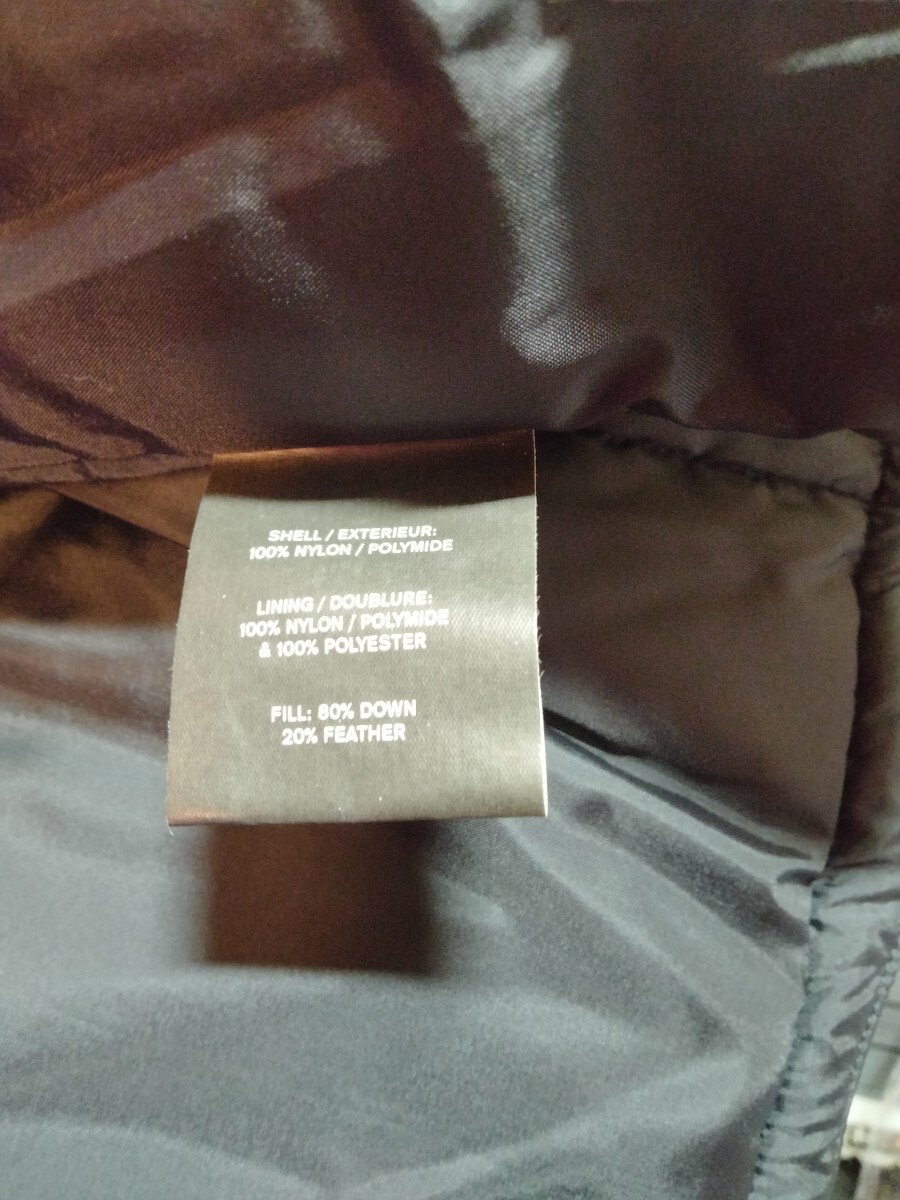 SHELL / EXTERIEUR:
100% NYLON / POLYMIDE
LINING / DOUBLURE:
100% NYLON / POLYMIDE
& 100% POLYESTER
FILL: 80% DOWN
20% FEATHER